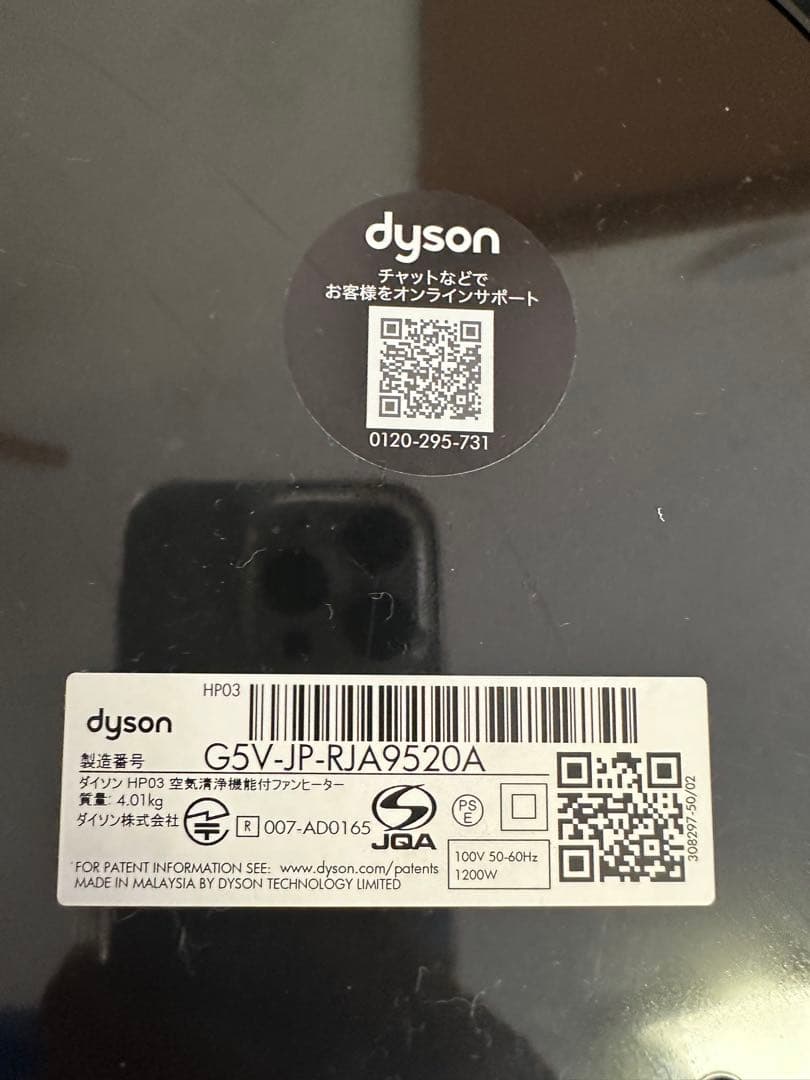 dyson
チャットなどで
お客様をオンラインサポート
0120-295-731
HP03
dyson
製造番号 G5V-JP-RJA9520A
ダイソン HP03 空気清浄機能付ファンヒーター
質量: 4.01kg
ダイソン株式会社
R 007-AD0165
JQA
PS
E
100V 50-60Hz
1200W
308297-50/02
FOR PATENT INFORMATION SEE: www.dyson.com/patents
MADE IN MALAYSIA BY DYSON TECHNOLOGY LIMITED